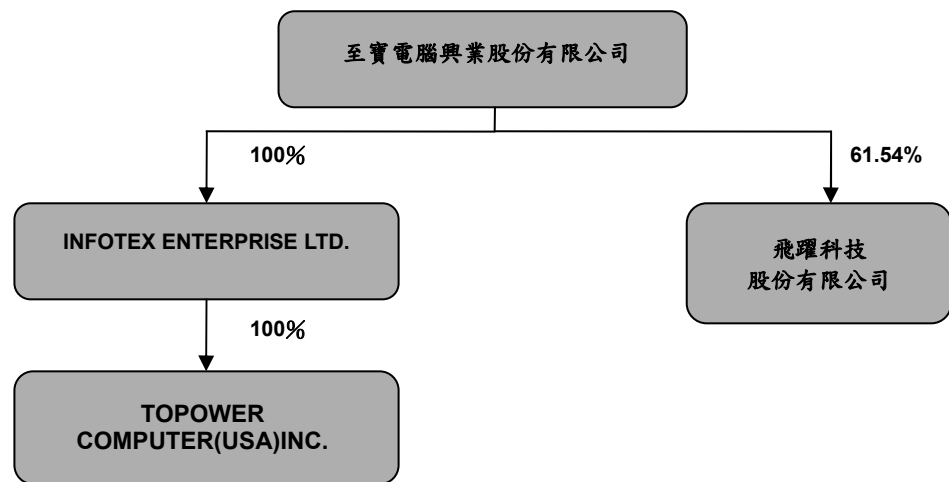 至寶電腦興業股份有限公司
100%
61.54%
INFOTEX ENTERPRISE LTD.
飛躍科技
股份有限公司
100%
TOPOWER
COMPUTER(USA)INC.